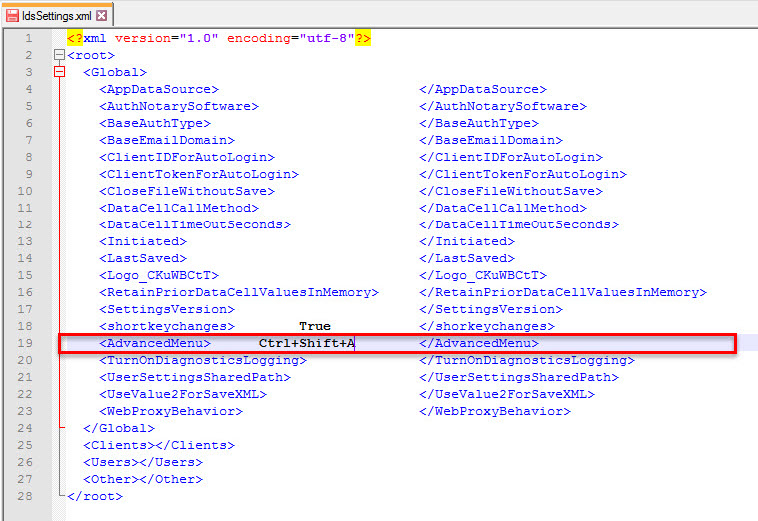 IdsSettings.xml
1 <?xml version="1.0" encoding="utf-8"?>
2 <root>
3 <Global>
4 <AppDataSource> </AppDataSource>
5 <AuthNotarySoftware> </AuthNotarySoftware>
6 <BaseAuthType> </BaseAuthType>
7 <BaseEmailDomain> </BaseEmailDomain>
8 <ClientIDForAutoLogin> </ClientIDForAutoLogin>
9 <ClientTokenForAutoLogin> </ClientTokenForAutoLogin>
10 <CloseFileWithoutSave> </CloseFileWithoutSave>
11 <DataCellCallMethod> </DataCellCallMethod>
12 <DataCellTimeOutSeconds> </DataCellTimeOutSeconds>
13 <Initiated> </Initiated>
14 <LastSaved> </LastSaved>
15 <Logo_CKuWBCtT> </Logo_CKuWBCtT>
16 <RetainPriorDataCellValuesInMemory> </RetainPriorDataCellValuesInMemory>
17 <SettingsVersion> </SettingsVersion>
18 <shortkeychanges> True </shorkeychanges>
19 <AdvancedMenu> Ctrl+Shift+A </AdvancedMenu>
20 <TurnOnDiagnosticsLogging> </TurnOnDiagnosticsLogging>
21 <UserSettingsSharedPath> </UserSettingsSharedPath>
22 <UseValue2ForSaveXML> </UseValue2ForSaveXML>
23 <WebProxyBehavior> </WebProxyBehavior>
24 </Global>
25 <Clients></Clients>
26 <Users></Users>
27 <Other></Other>
28 </root>